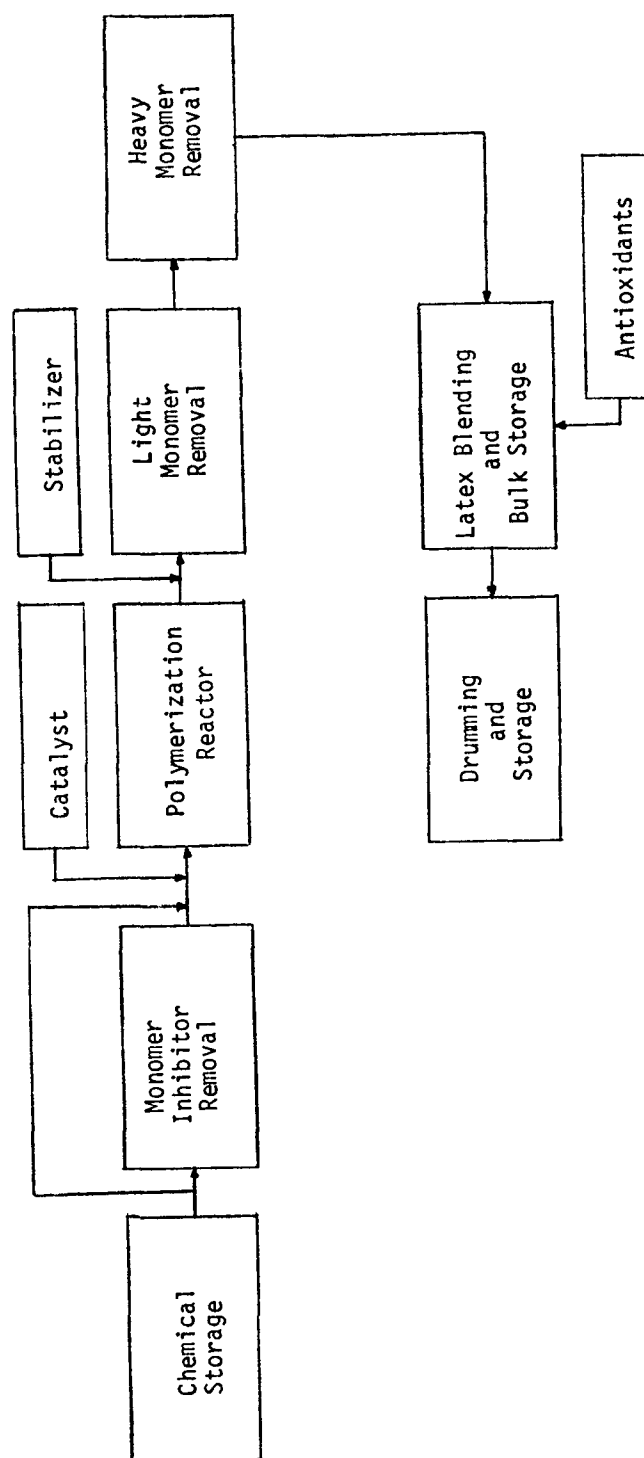 Chemical
Storage
Monomer
Inhibitor
Removal
Catalyst
Polymerization
Reactor
Stabilizer
Light
Monomer
Removal
Heavy
Monomer
Removal
Latex Blending
and
Bulk Storage
Antioxidants
Drumming
and
Storage